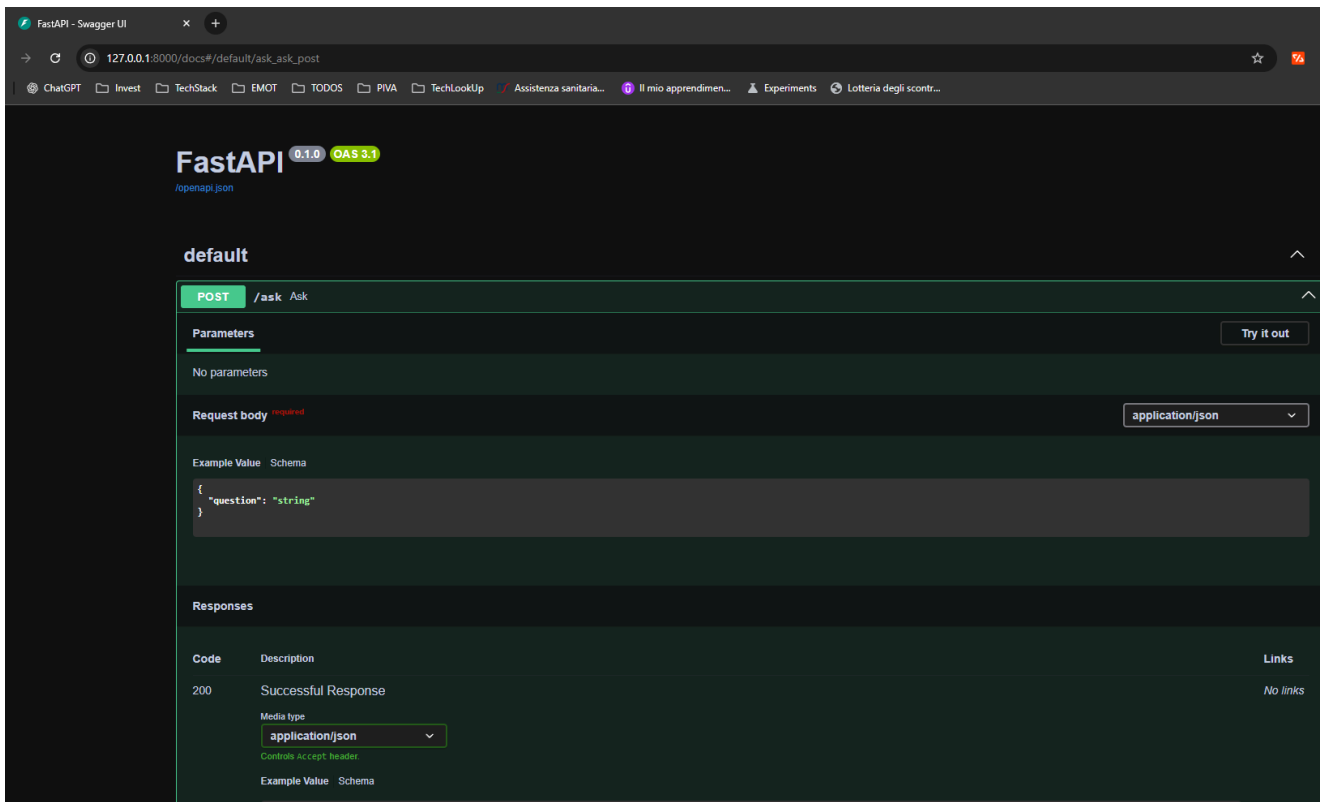 FastAPI - Swagger UI
127.0.0.1:8000/docs#/default/ask_ask_post
ChatGPT Invest TechStack EMOT TODOS PIVA TechLookUp Assistenza sanitaria... Il mio apprendimen... Experiments Lotteria degli scontr...
FastAPI 0.1.0 OAS 3.1
/openapi.json
default
POST /ask Ask
Parameters Try it out
No parameters
Request body required application/json
Example Value Schema
{
"question": "string"
}
Responses
Code Description Links
200 Successful Response No links
Media type
application/json
Controls Accept header.
Example Value Schema